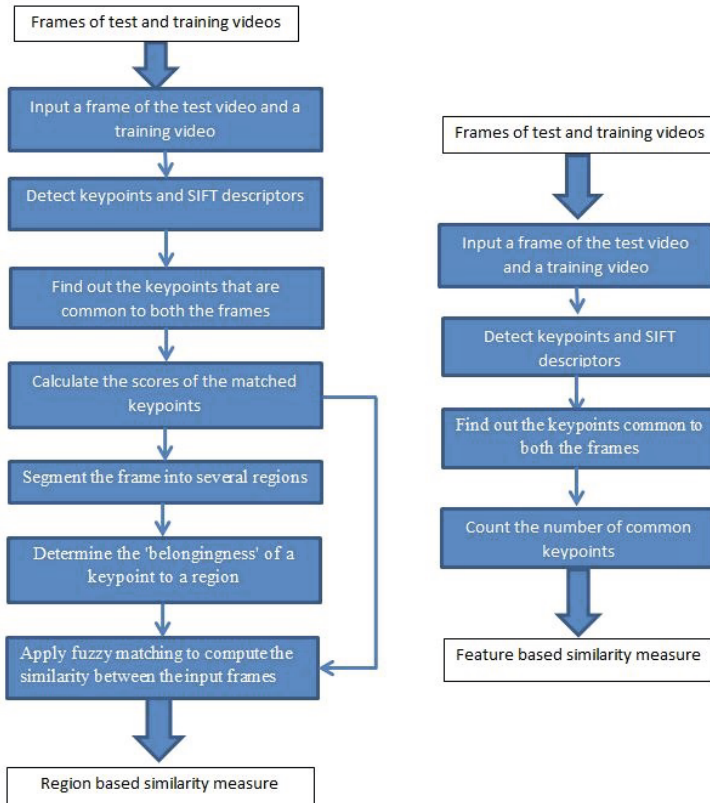 Frames of test and training videos
Input a frame of the test video and a
training video
Detect keypoints and SIFT descriptors
Find out the keypoints that are
common to both the frames
Calculate the scores of the matched
keypoints
Segment the frame into several regions
Determine the 'belongingness' of a
keypoint to a region
Apply fuzzy matching to compute the
similarity between the input frames
Region based similarity measure
Frames of test and training videos
Input a frame of the test video
and a training video
Detect keypoints and SIFT
descriptors
Find out the keypoints common to
both the frames
Count the number of common
keypoints
Feature based similarity measure